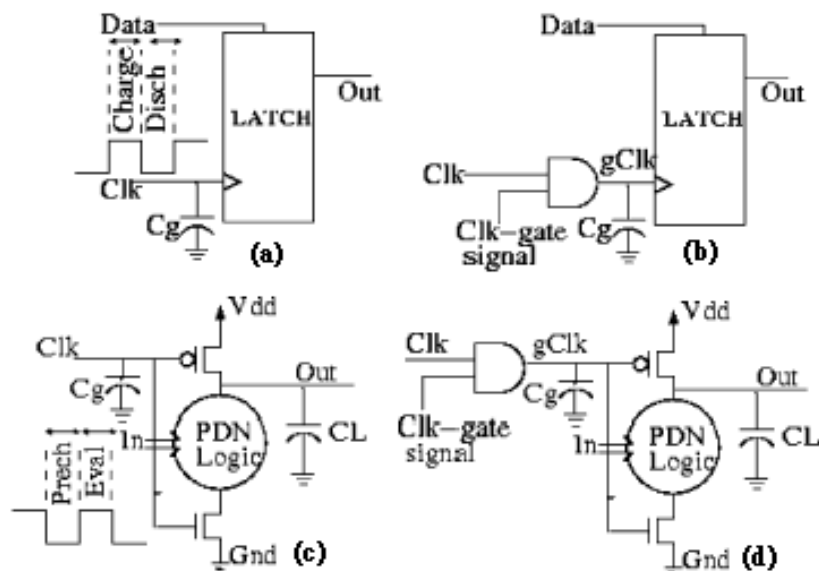 Data
Charge
Disch
LATCH
Out
Clk
Cg
(a)
Data
LATCH
Out
gClk
Clk
Clk-gate
signal
Cg
(b)
Vdd
Clk
Cg
Out
In
PDN
Logic
CL
Prech
Eval
Gnd
(c)
Vdd
Clk
gClk
Cg
Out
Clk-gate
signal
In
PDN
Logic
CL
Gnd
(d)